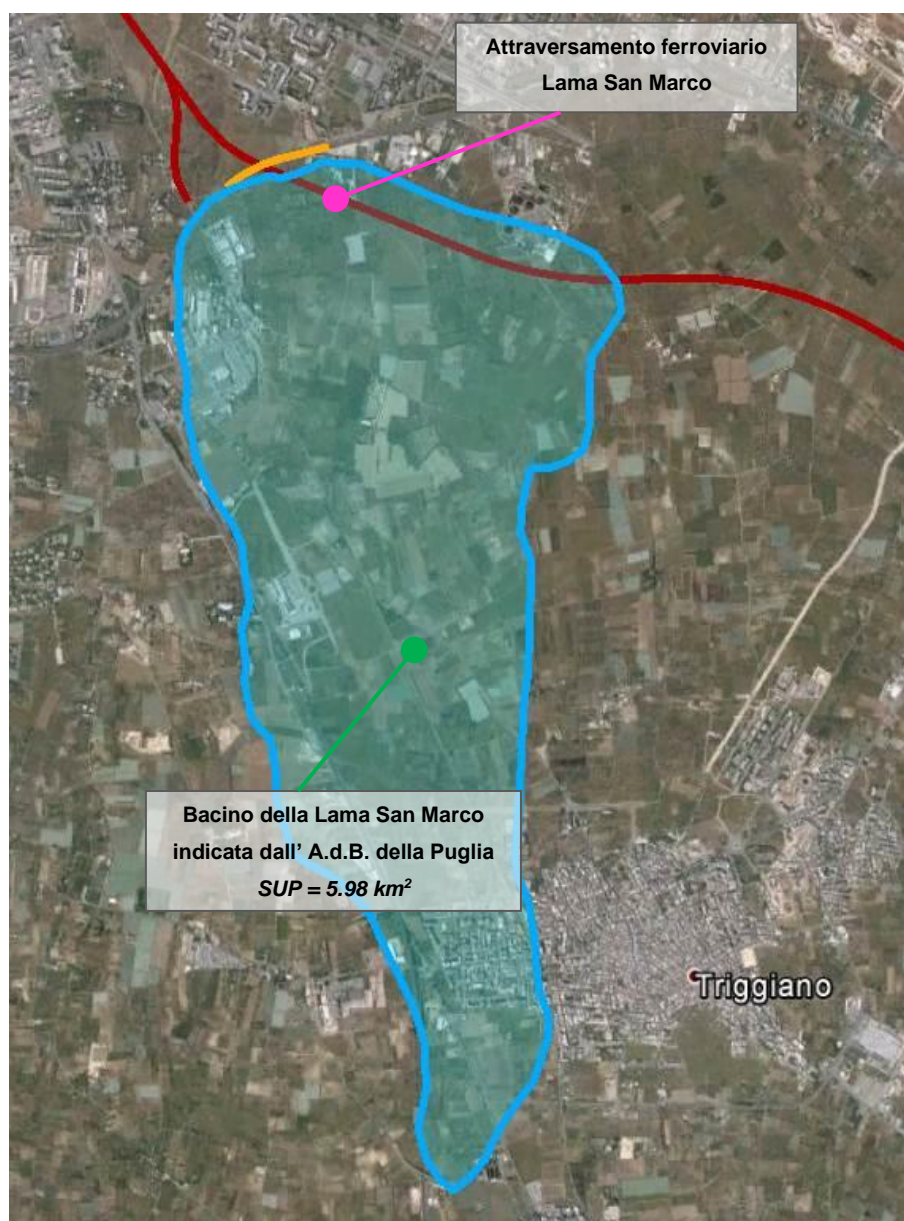 Attraversamento ferroviario
Lama San Marco
Bacino della Lama San Marco
indicata dall’ A.d.B. della Puglia
SUP = 5.98 km²
Triggiano